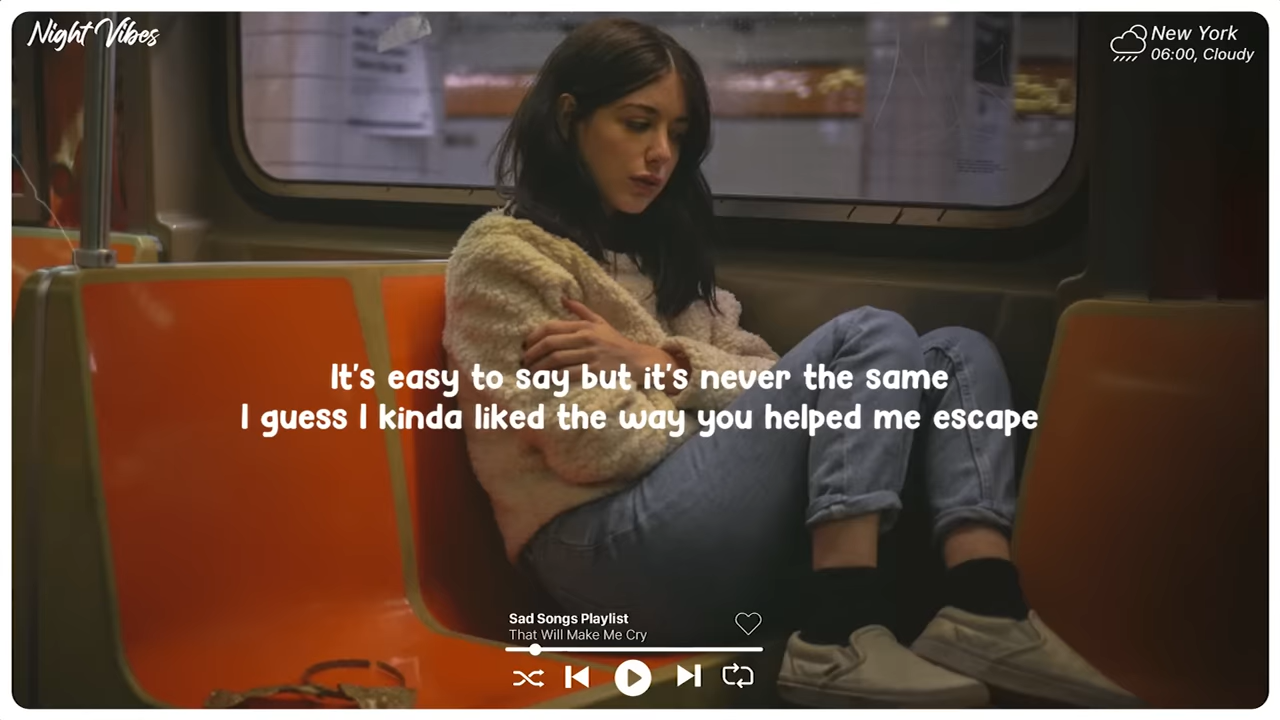 Night Vibes
New York
06:00, Cloudy
It's easy to say but it's never the same
I guess I kinda liked the way you helped me escape
Sad Songs Playlist
That Will Make Me Cry